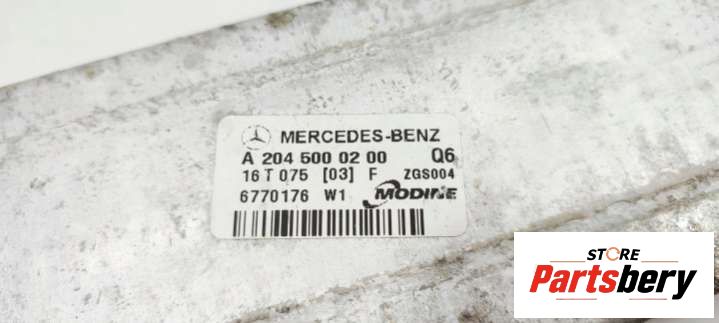 MERCEDES-BENZ
A 204 500 02 00 Q6
16 T 075 [03] F ZGS004
6770176 W1 MODINE
STORE
Partsbery